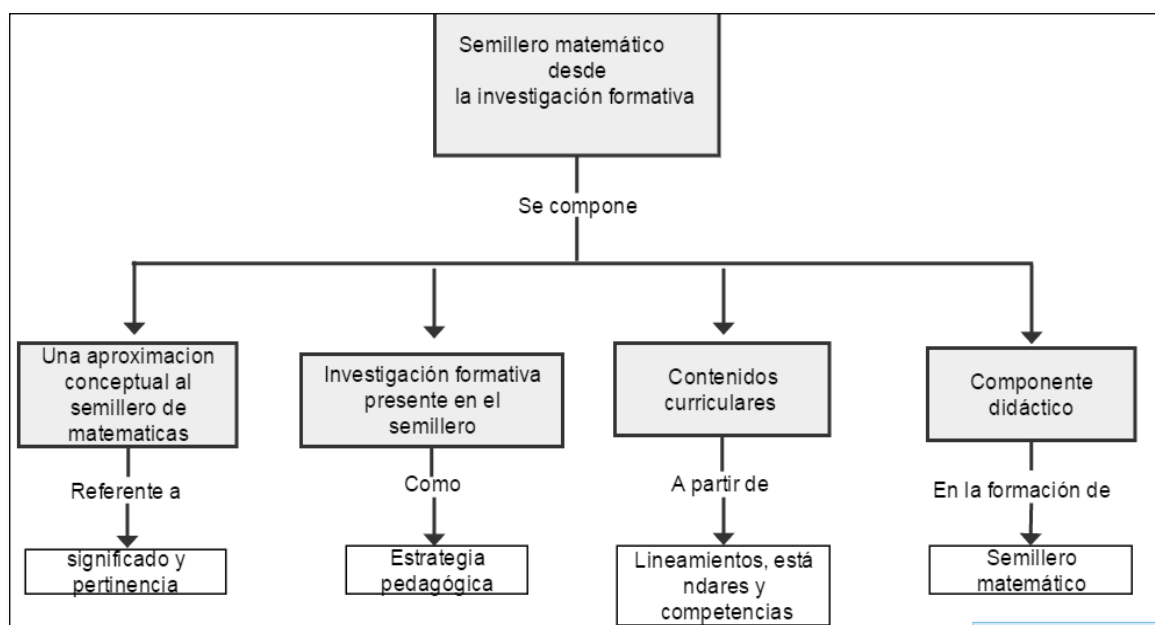 Semillero matemático
desde
la investigación formativa
Se compone
Una aproximacion
conceptual al
semillero de
matematicas
Investigación formativa
presente en el
semillero
Contenidos
curriculares
Componente
didáctico
Referente a
Como
A partir de
En la formación de
significado y
pertinencia
Estrategia
pedagógica
Lineamientos, está
ndares y
competencias
Semillero
matemático